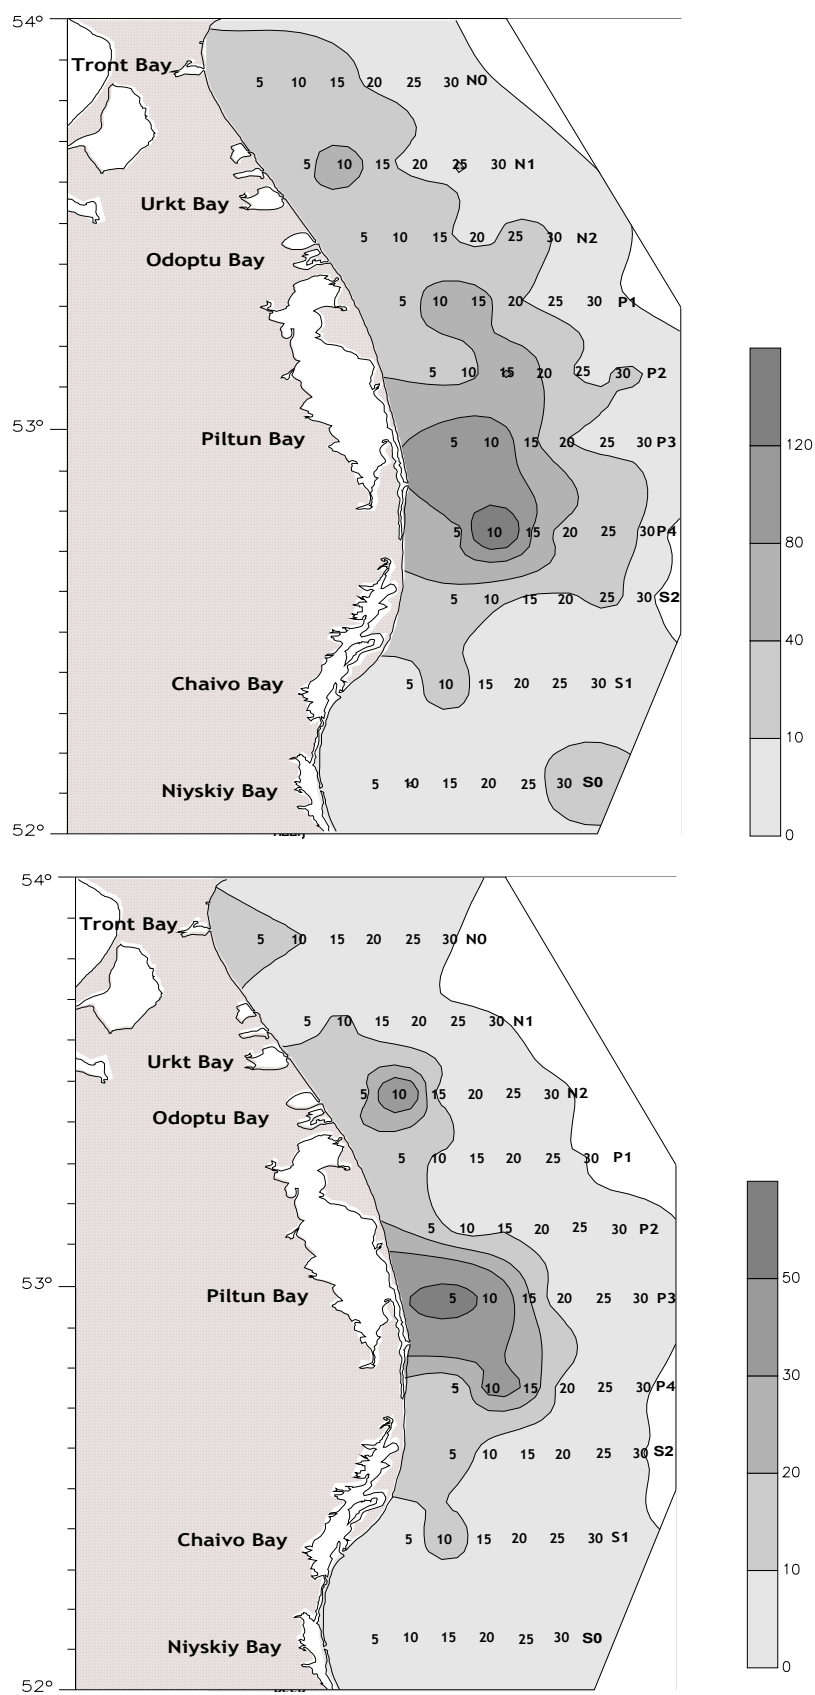 54°
Tront Bay
5 10 15 20 25 30 N0
5 10 15 20 25 30 N1
Urkt Bay
5 10 15 20 25 30 N2
Odoptu Bay
5 10 15 20 25 30 P1
5 10 15 20 25 30 P2
53°
Piltun Bay
5 10 15 20 25 30 P3
120
5 10 15 20 25 30 P4
80
5 10 15 20 25 30 S2
40
Chaivo Bay
5 10 15 20 25 30 S1
10
Niyskiy Bay
5 10 15 20 25 30 S0
52°
0
54°
Tront Bay
5 10 15 20 25 30 N0
5 10 15 20 25 30 N1
Urkt Bay
5 10 15 20 25 30 N2
Odoptu Bay
5 10 15 20 25 30 P1
5 10 15 20 25 30 P2
53°
50
Piltun Bay
5 10 15 20 25 30 P3
30
5 10 15 20 25 30 P4
5 10 15 20 25 30 S2
20
Chaivo Bay
5 10 15 20 25 30 S1
10
Niyskiy Bay
5 10 15 20 25 30 S0
0
52°